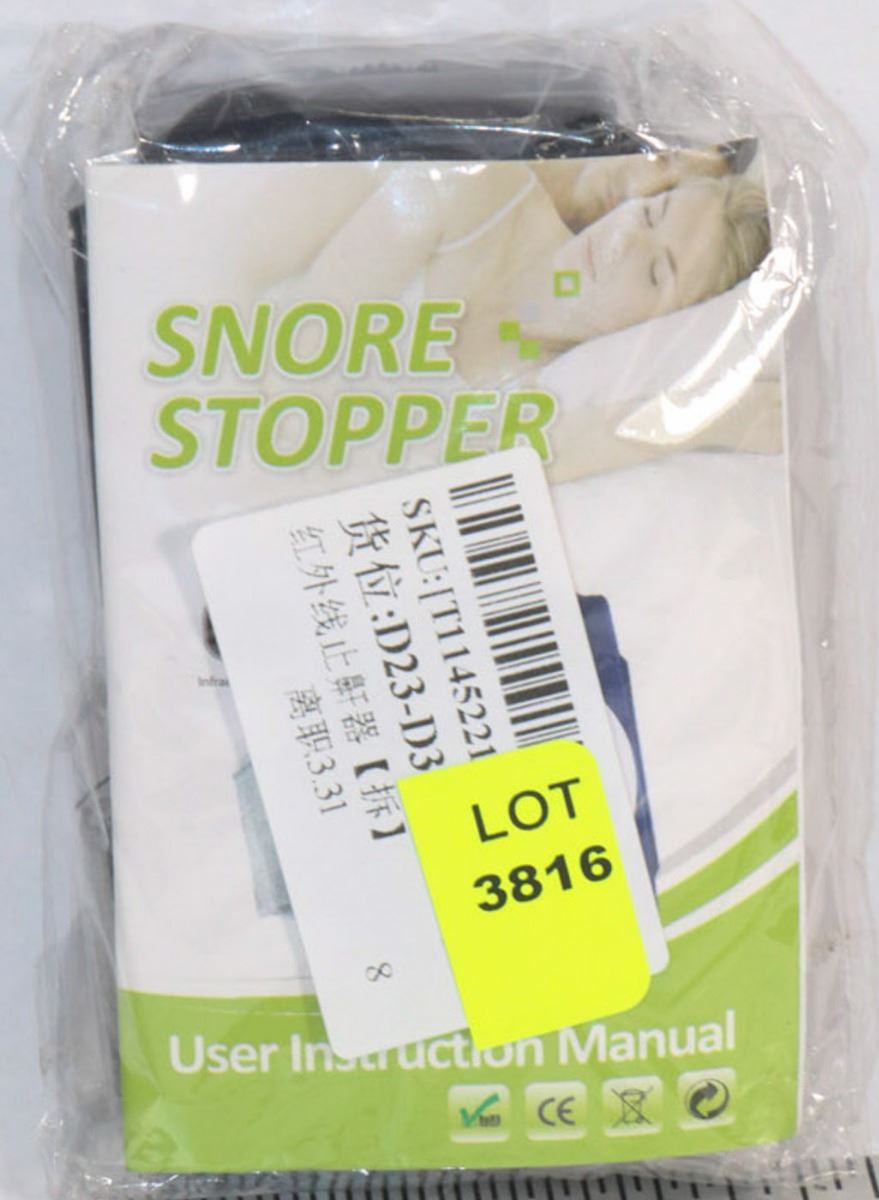 SNORE
STOPPER
SKU:IT1145221
货位:D23-D3
红外线止鼾器【拆】
离职3.31
8
LOT
3816
User Instruction Manual
CE